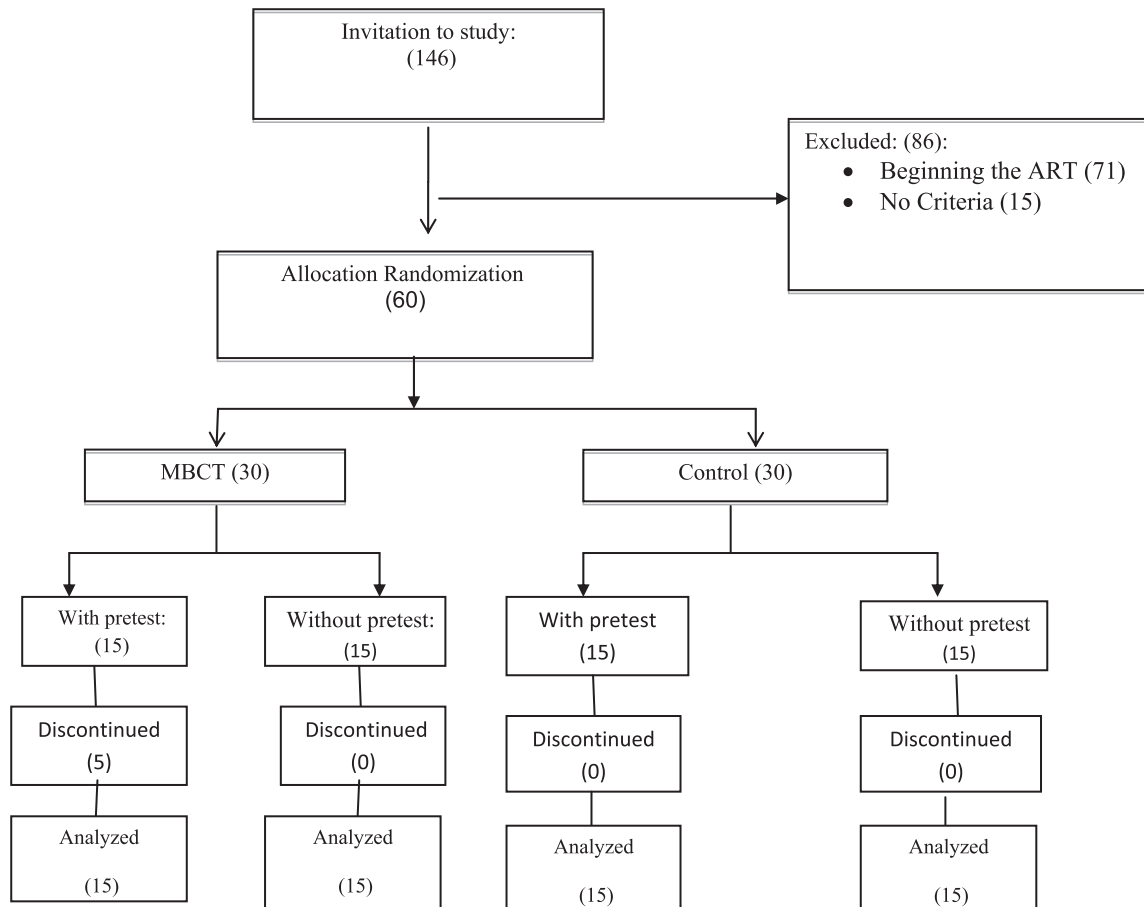 Invitation to study:
(146)
Excluded: (86):
• Beginning the ART (71)
• No Criteria (15)
Allocation Randomization
(60)
MBCT (30)
Control (30)
With pretest:
(15)
Without pretest:
(15)
With pretest
(15)
Without pretest
(15)
Discontinued
(5)
Discontinued
(0)
Discontinued
(0)
Discontinued
(0)
Analyzed
(15)
Analyzed
(15)
Analyzed
(15)
Analyzed
(15)